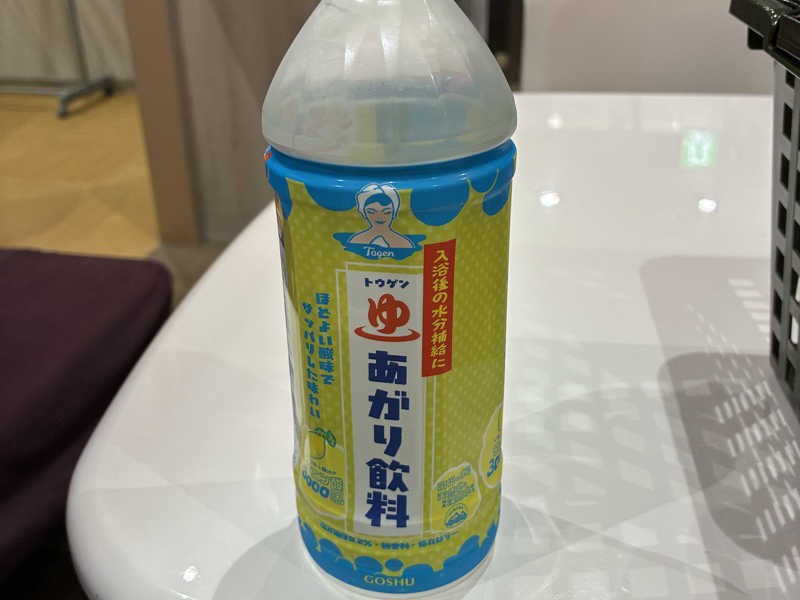 Togen
トウゲン
ゆ
あがり飲料
入浴後の水分補給に
ほどよい酸味で
サッパリした味わい
GOSHU